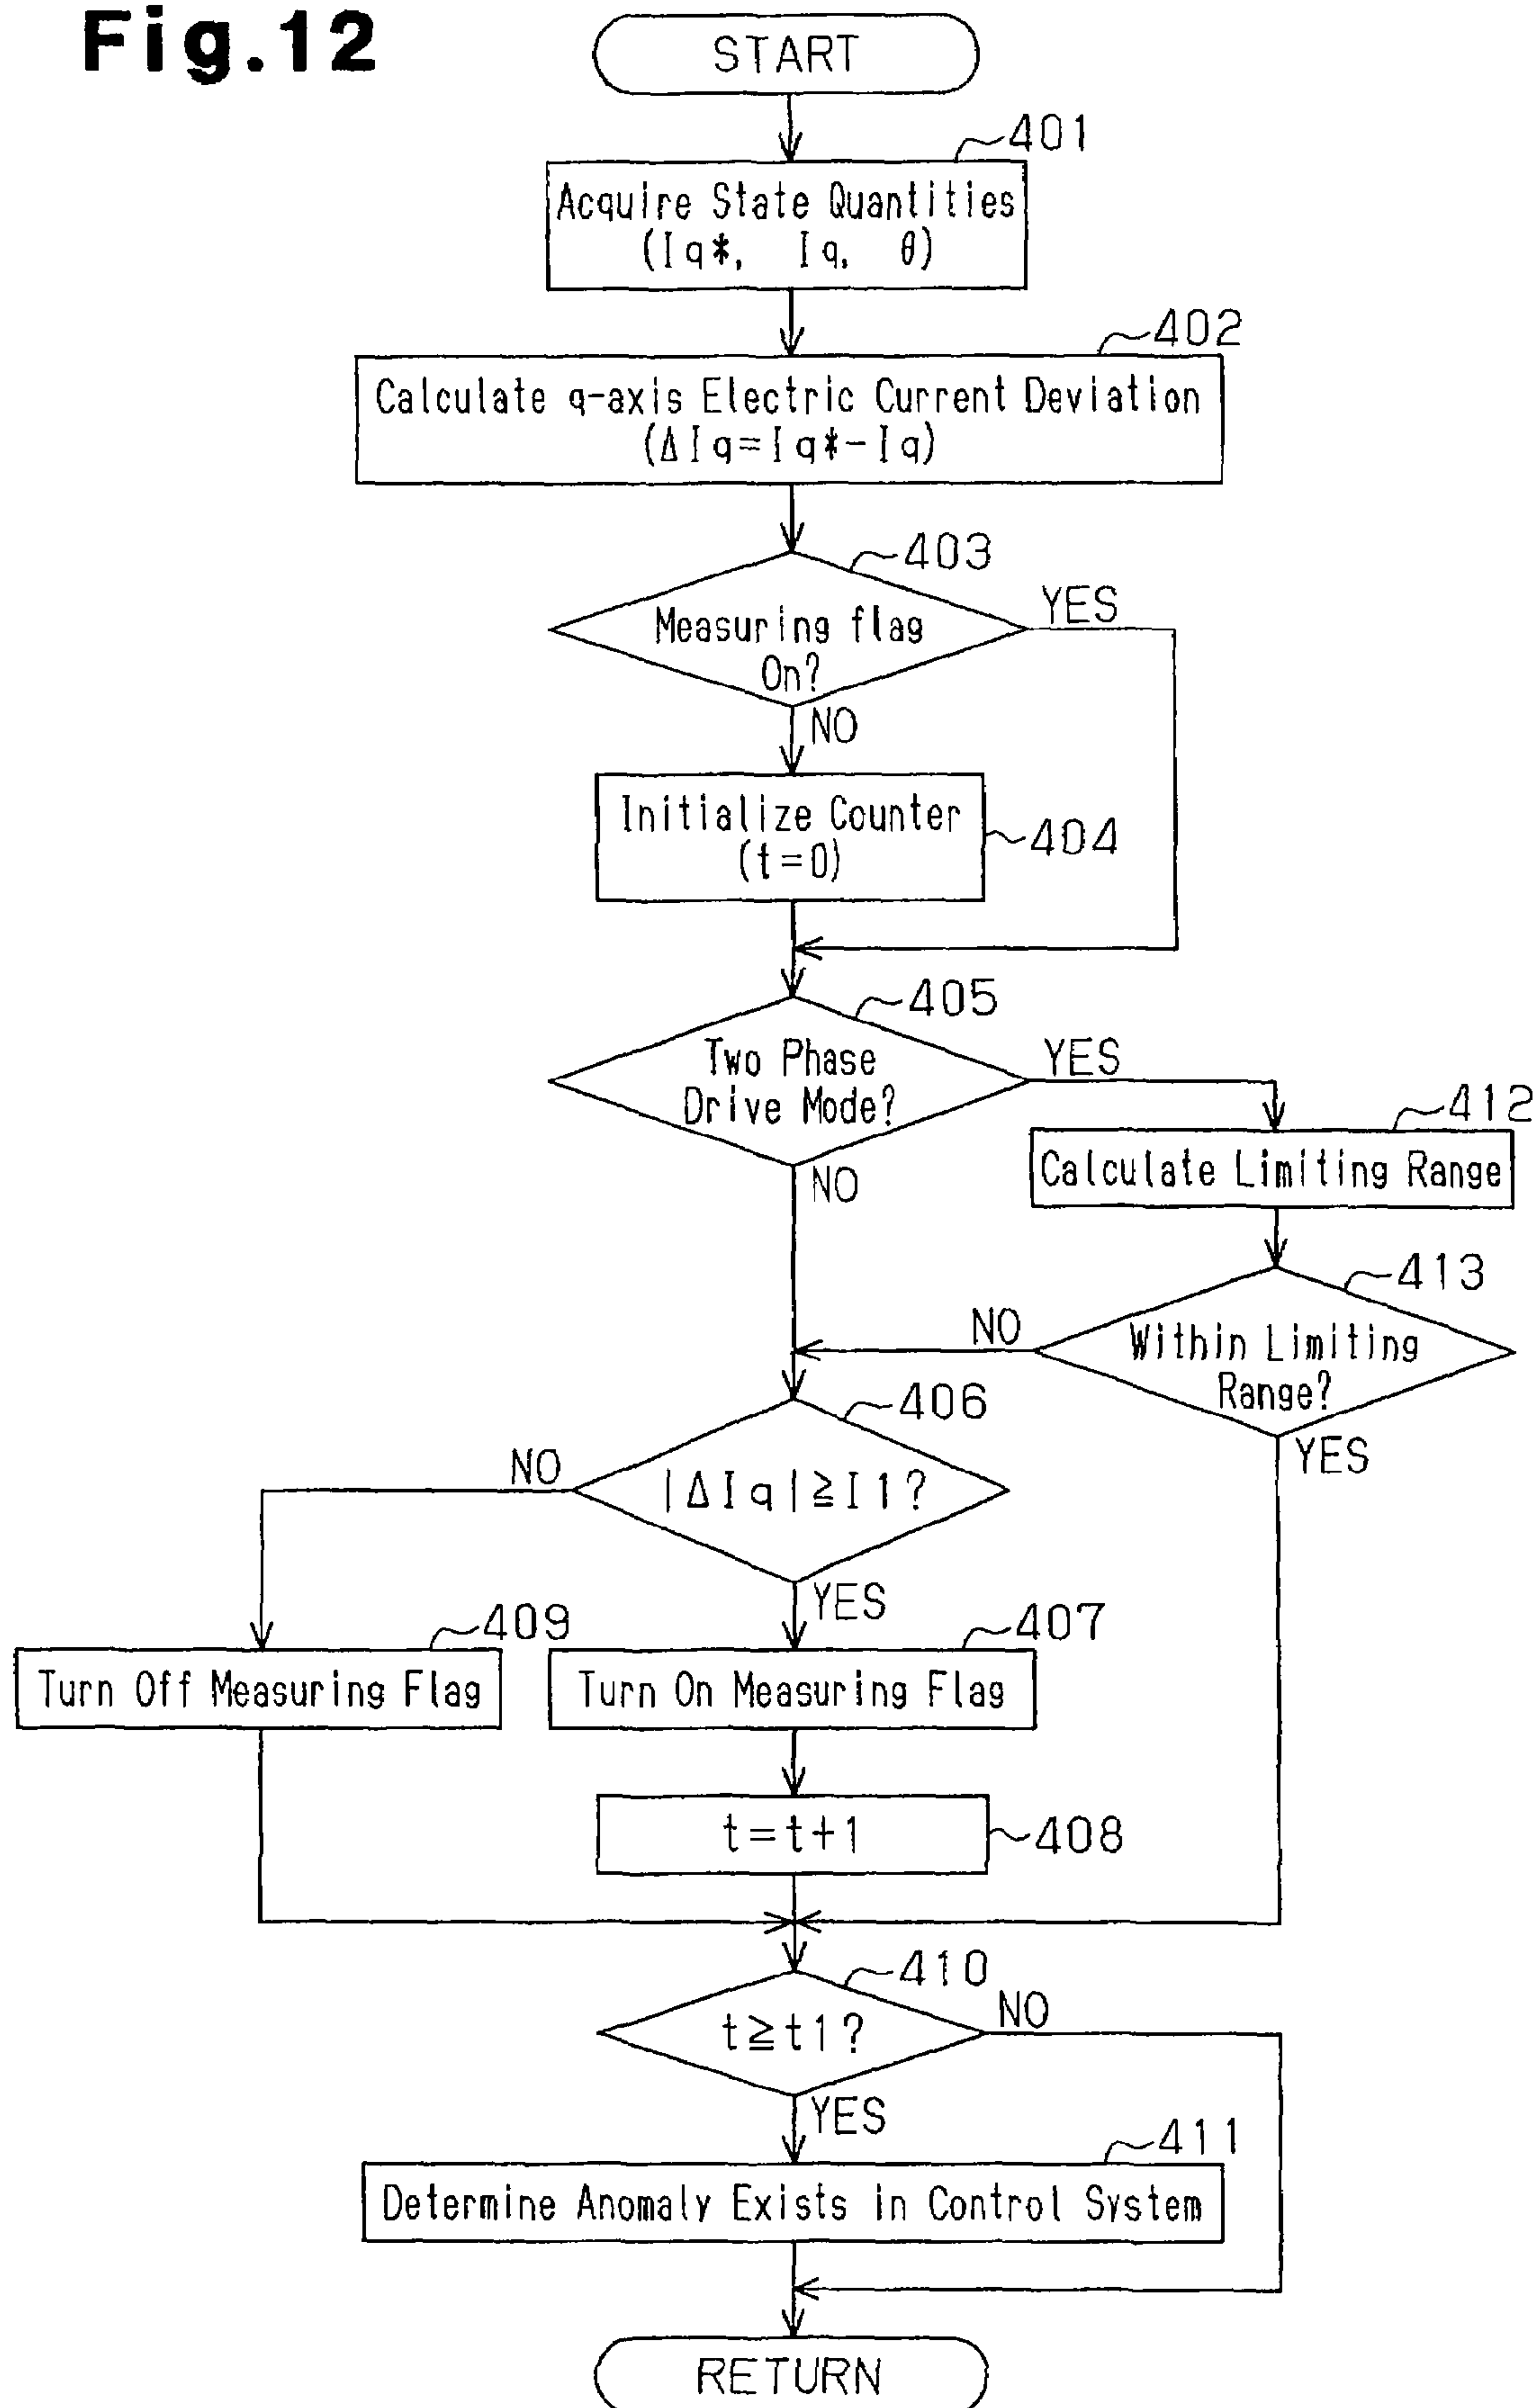 Fig.12
START
401
Acquire State Quantities
(Iq*, Iq, θ)
402
Calculate q-axis Electric Current Deviation
(ΔIq=Iq*-Iq)
403
Measuring flag
On?
YES
NO
Initialize Counter
(t=0)
404
405
Two Phase
Drive Mode?
YES
NO
412
Calculate Limiting Range
413
Within Limiting
Range?
NO
YES
406
|ΔIq|≧I1?
NO
YES
409
Turn Off Measuring Flag
407
Turn On Measuring Flag
t=t+1
408
410
t≧t1?
NO
YES
411
Determine Anomaly Exists in Control System
RETURN